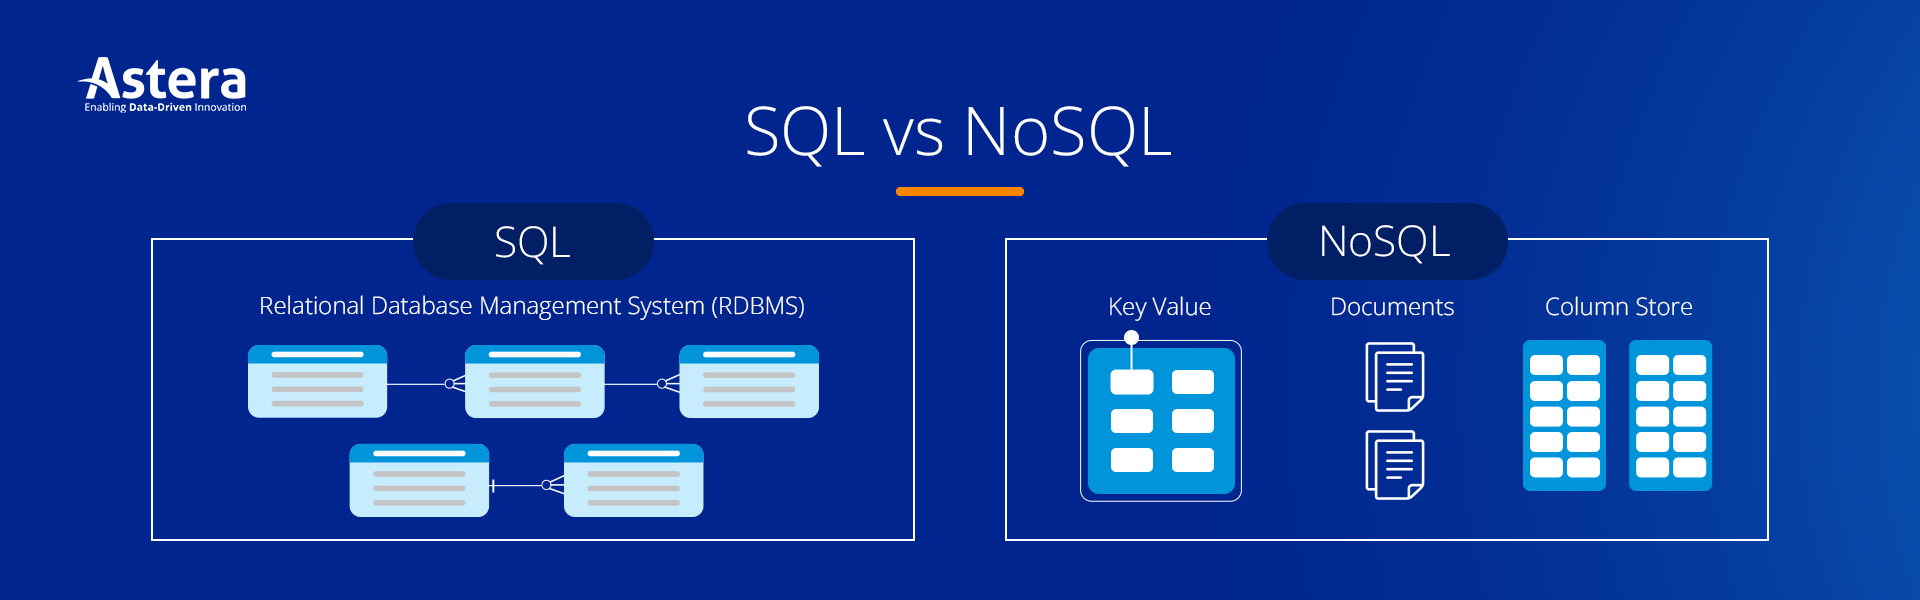 Astera
Enabling Data-Driven Innovation
SQL vs NoSQL
SQL
Relational Database Management System (RDBMS)
NoSQL
Key Value
Documents
Column Store